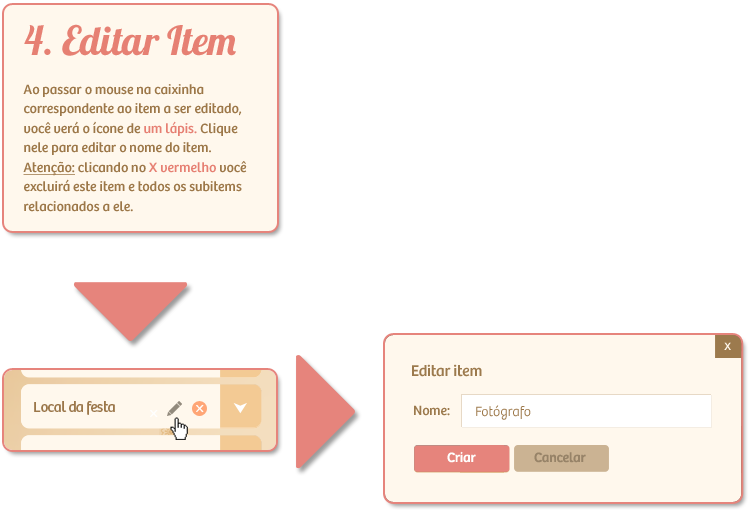 4. Editar Item
Ao passar o mouse na caixinha
correspondente ao item a ser editado,
você verá o ícone de um lápis. Clique
nele para editar o nome do item.
Atenção: clicando no X vermelho você
excluirá este item e todos os subitems
relacionados a ele.
Local da festa
X
Editar item
Nome: Fotógrafo
Criar Cancelar